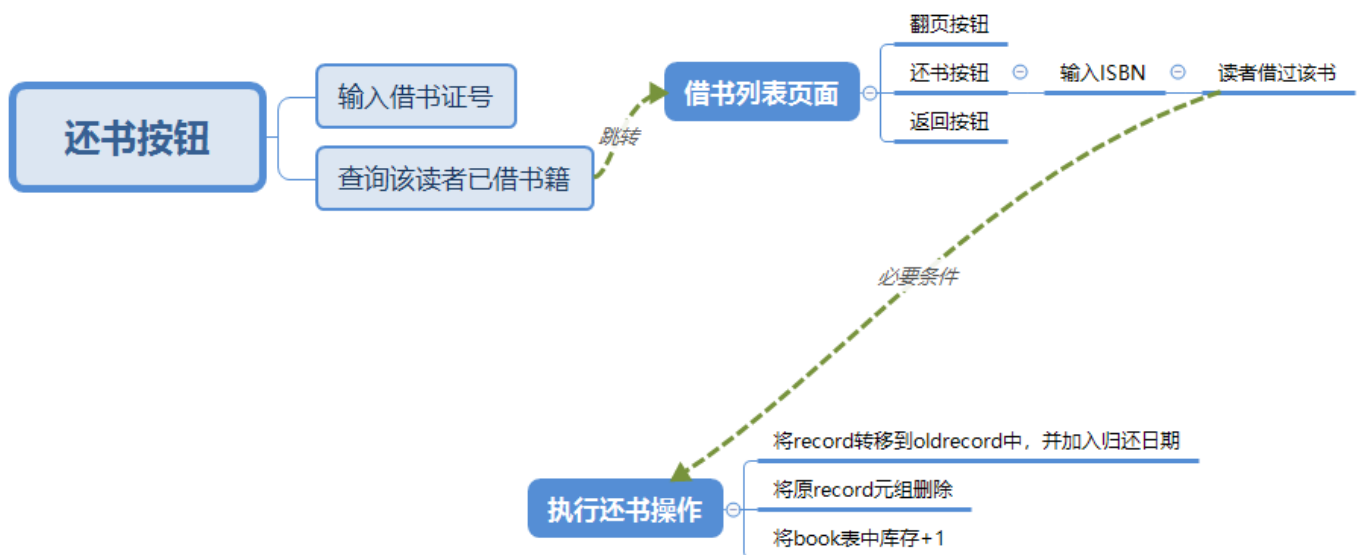 还书按钮
输入借书证号
查询该读者已借书籍
跳转
借书列表页面
翻页按钮
还书按钮
输入ISBN
读者借过该书
返回按钮
必要条件
执行还书操作
将record转移到oldrecord中，并加入归还日期
将原record元组删除
将book表中库存+1